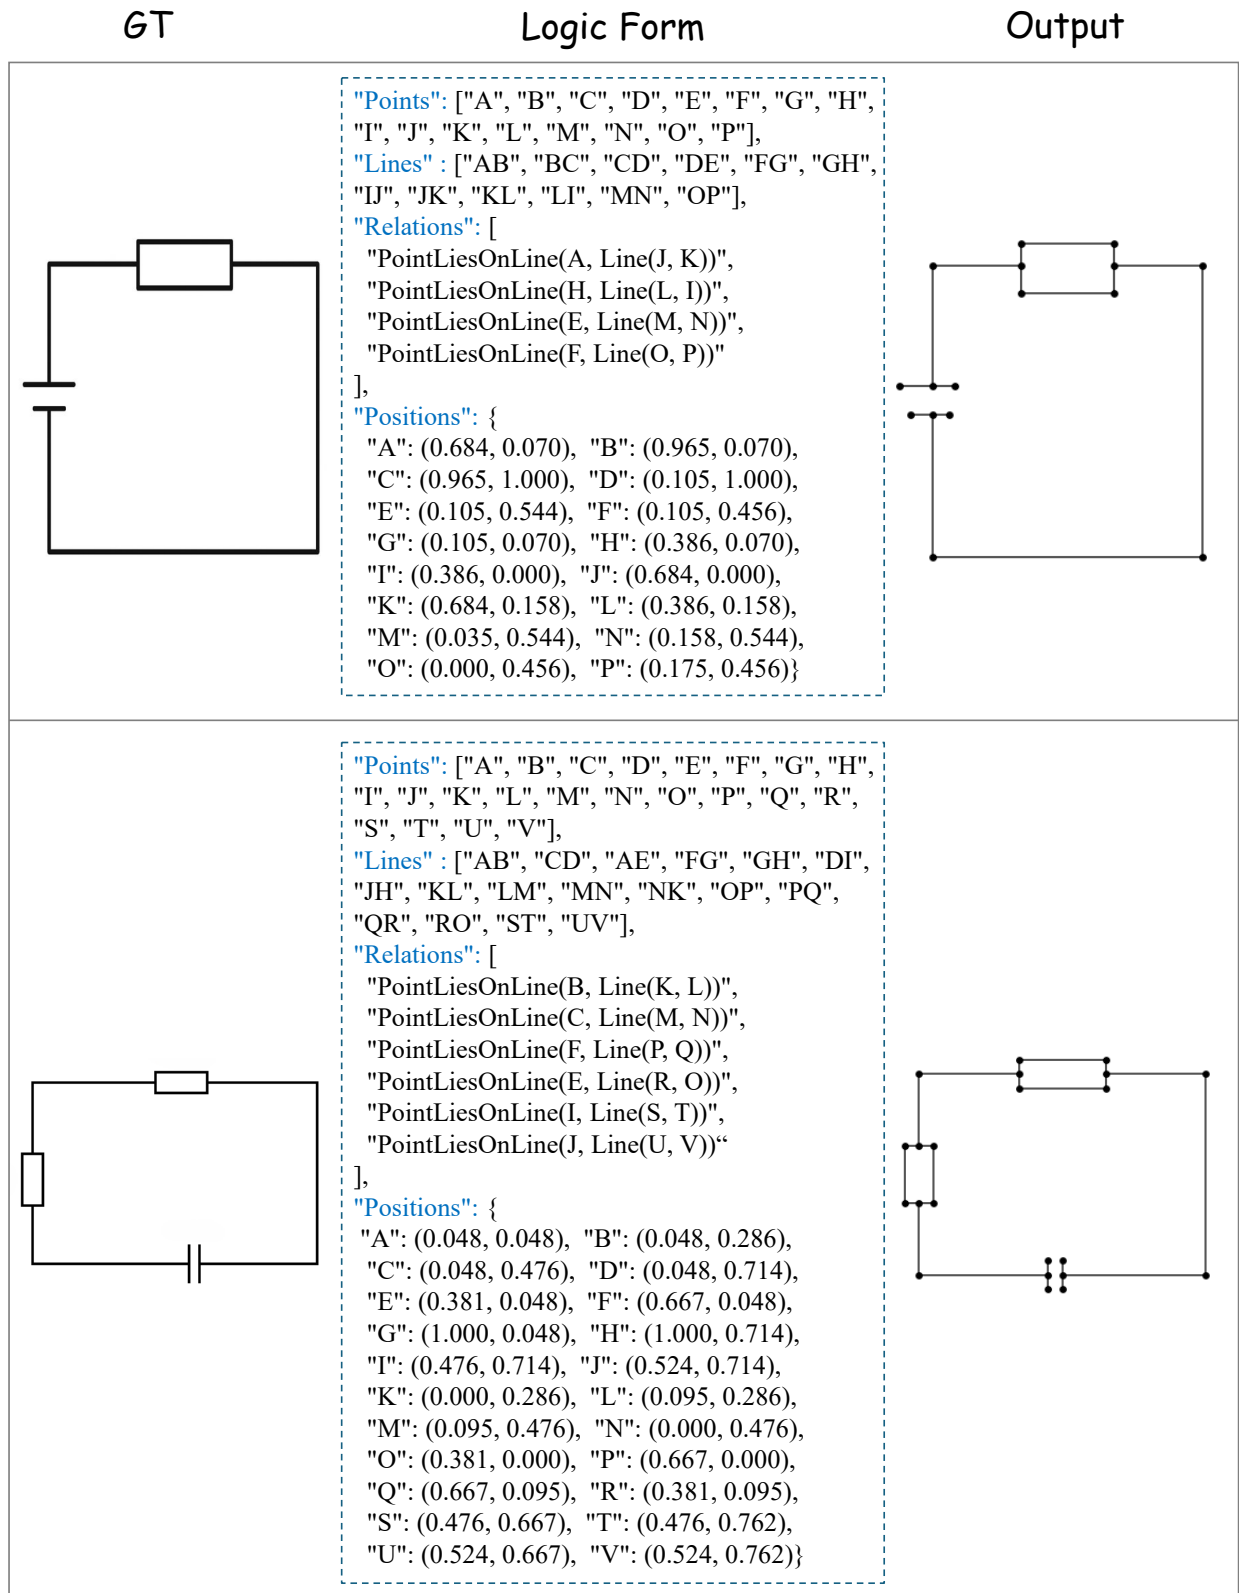 GT Logic Form Output
"Points": ["A", "B", "C", "D", "E", "F", "G", "H",
"I", "J", "K", "L", "M", "N", "O", "P"],
"Lines" : ["AB", "BC", "CD", "DE", "FG", "GH",
"IJ", "JK", "KL", "LI", "MN", "OP"],
"Relations": [
"PointLiesOnLine(A, Line(J, K))",
"PointLiesOnLine(H, Line(L, I))",
"PointLiesOnLine(E, Line(M, N))",
"PointLiesOnLine(F, Line(O, P))"
],
"Positions": {
"A": (0.684, 0.070), "B": (0.965, 0.070),
"C": (0.965, 1.000), "D": (0.105, 1.000),
"E": (0.105, 0.544), "F": (0.105, 0.456),
"G": (0.105, 0.070), "H": (0.386, 0.070),
"I": (0.386, 0.000), "J": (0.684, 0.000),
"K": (0.684, 0.158), "L": (0.386, 0.158),
"M": (0.035, 0.544), "N": (0.158, 0.544),
"O": (0.000, 0.456), "P": (0.175, 0.456)}
"Points": ["A", "B", "C", "D", "E", "F", "G", "H",
"I", "J", "K", "L", "M", "N", "O", "P", "Q", "R",
"S", "T", "U", "V"],
"Lines" : ["AB", "CD", "AE", "FG", "GH", "DI",
"JH", "KL", "LM", "MN", "NK", "OP", "PQ",
"QR", "RO", "ST", "UV"],
"Relations": [
"PointLiesOnLine(B, Line(K, L))",
"PointLiesOnLine(C, Line(M, N))",
"PointLiesOnLine(F, Line(P, Q))",
"PointLiesOnLine(E, Line(R, O))",
"PointLiesOnLine(I, Line(S, T))",
"PointLiesOnLine(J, Line(U, V))“
],
"Positions": {
"A": (0.048, 0.048), "B": (0.048, 0.286),
"C": (0.048, 0.476), "D": (0.048, 0.714),
"E": (0.381, 0.048), "F": (0.667, 0.048),
"G": (1.000, 0.048), "H": (1.000, 0.714),
"I": (0.476, 0.714), "J": (0.524, 0.714),
"K": (0.000, 0.286), "L": (0.095, 0.286),
"M": (0.095, 0.476), "N": (0.000, 0.476),
"O": (0.381, 0.000), "P": (0.667, 0.000),
"Q": (0.667, 0.095), "R": (0.381, 0.095),
"S": (0.476, 0.667), "T": (0.476, 0.762),
"U": (0.524, 0.667), "V": (0.524, 0.762)}